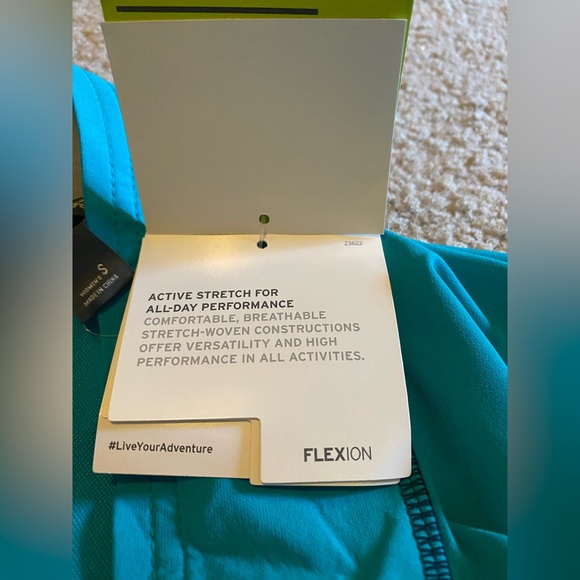 23622
ACTIVE STRETCH FOR
ALL-DAY PERFORMANCE
COMFORTABLE, BREATHABLE
STRETCH-WOVEN CONSTRUCTIONS
OFFER VERSATILITY AND HIGH
PERFORMANCE IN ALL ACTIVITIES.
#LiveYourAdventure
FLEXION
WOMEN'S S
MADE IN CHINA